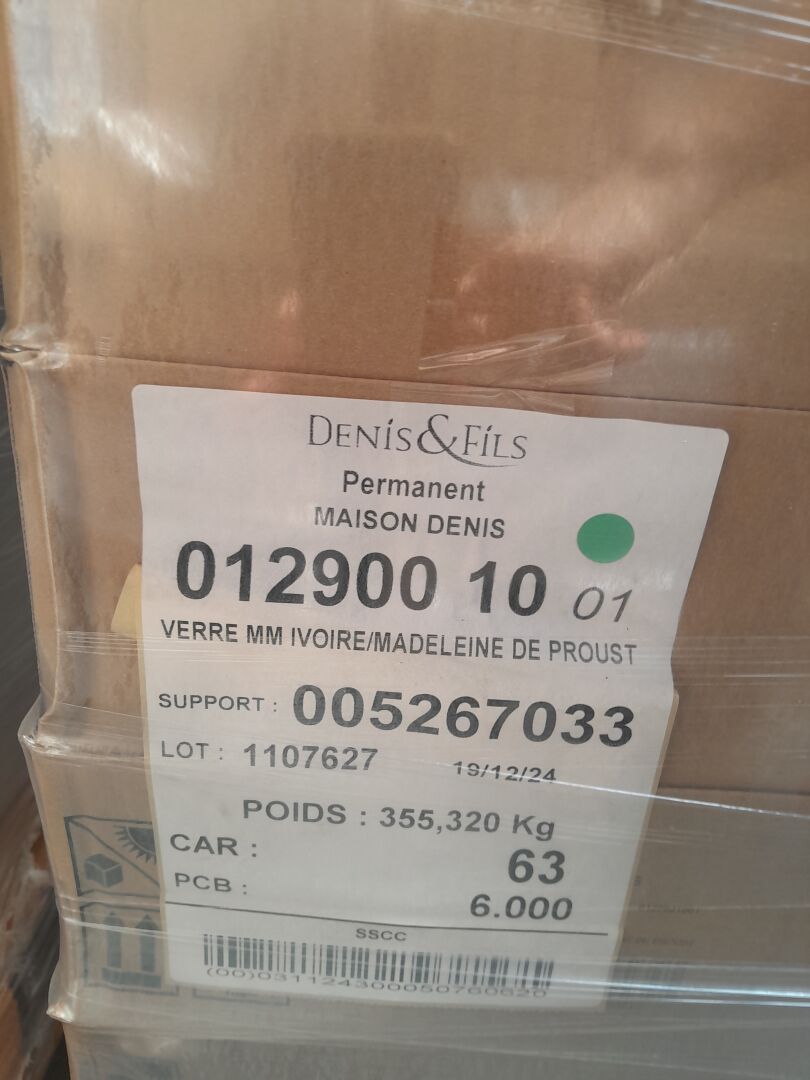 DENIS&FILS
Permanent
MAISON DENIS
012900 10 01
VERRE MM IVOIRE/MADELEINE DE PROUST
SUPPORT : 005267033
LOT : 1107627 19/12/24
POIDS : 355,320 Kg
CAR : 63
PCB : 6.000
SSCC